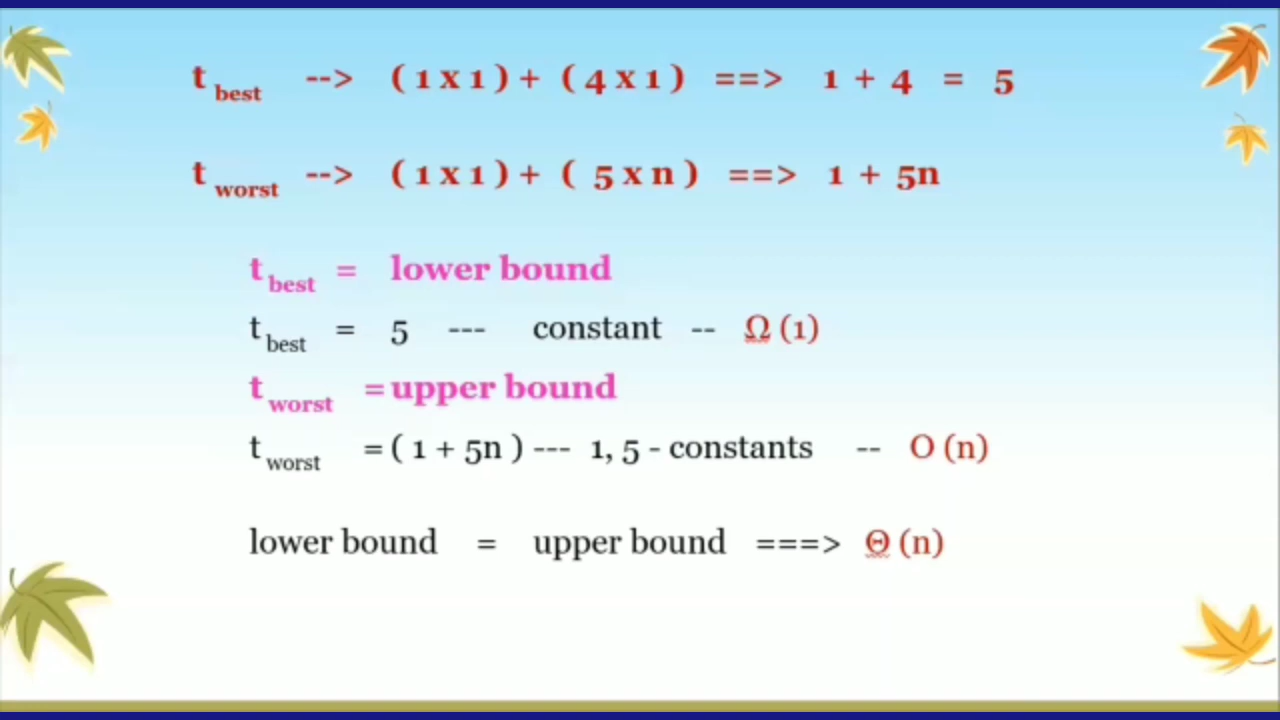 t best --> ( 1 x 1 ) + ( 4 x 1 ) ==> 1 + 4 = 5
t worst --> ( 1 x 1 ) + ( 5 x n ) ==> 1 + 5n
t best = lower bound
t best = 5 --- constant -- Ω (1)
t worst = upper bound
t worst = ( 1 + 5n ) --- 1, 5 - constants -- O (n)
lower bound = upper bound ===> Θ (n)